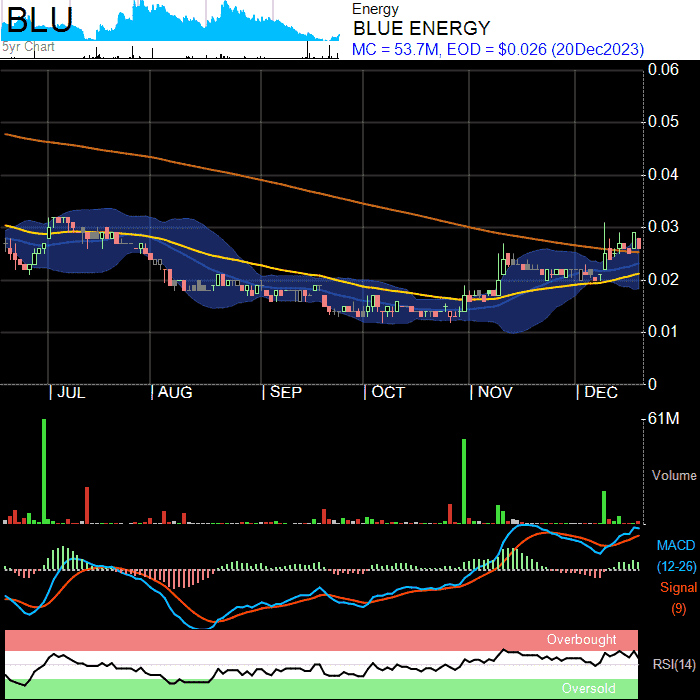 BLU
5yr Chart
Energy
BLUE ENERGY
MC = 53.7M, EOD = $0.026 (20Dec2023)
0.06
0.05
0.04
0.03
0.02
0.01
0
| JUL | AUG | SEP | OCT | NOV | DEC
61M
Volume
MACD
(12-26)
Signal
(9)
Overbought
RSI(14)
Oversold